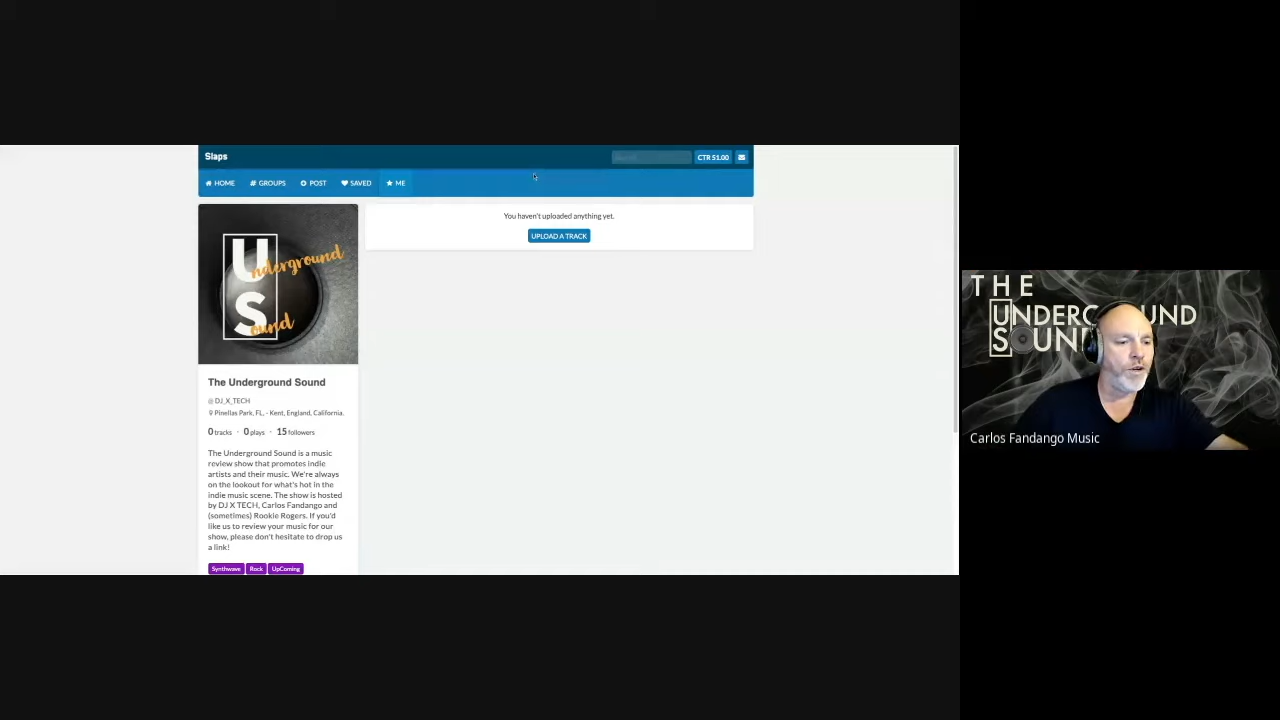 Slaps
CTR 51.00
HOME
GROUPS
POST
SAVED
ME
You haven't uploaded anything yet.
UPLOAD A TRACK
Underground
Sound
The Underground Sound
@ DJ_X_TECH
Pinellas Park, FL, - Kent, England, California.
0 tracks · 0 plays · 15 followers
The Underground Sound is a music
review show that promotes indie
artists and their music. We're always
on the lookout for what's hot in the
indie music scene. The show is hosted
by DJ X TECH, Carlos Fandango and
(sometimes) Rookie Rogers. If you'd
like us to review your music for our
show, please don't hesitate to drop us
a link!
Synthwave Rock UpComing
THE
Carlos Fandango Music